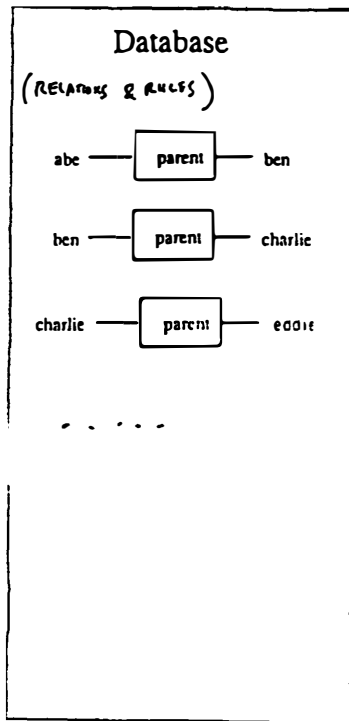 Database
(RELATIONS & RULES)
abe parent ben
ben parent charlie
charlie parent eddie